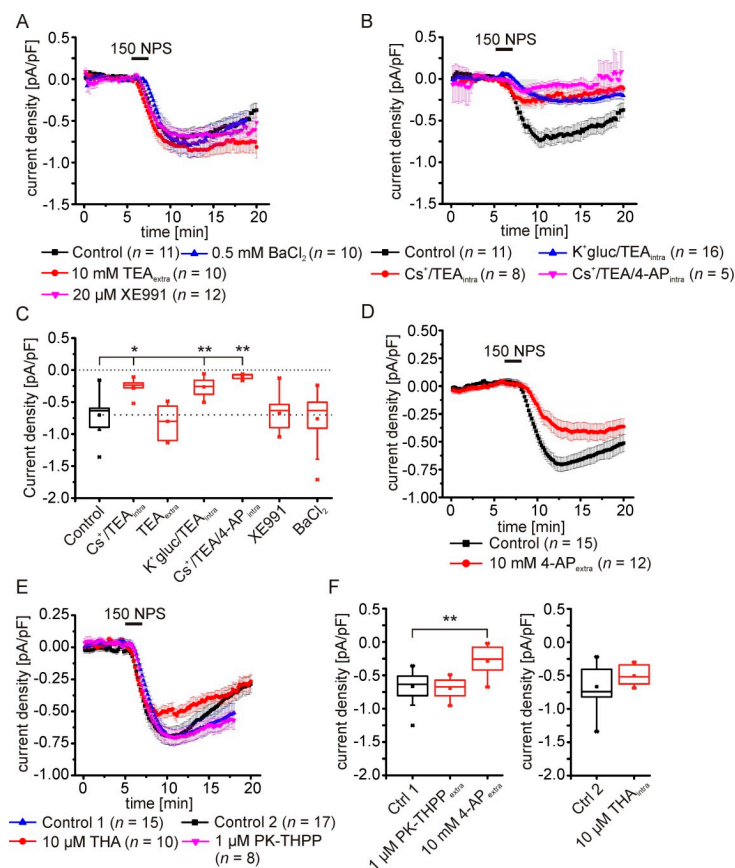 A
150 NPS
0.5
0.0
-0.5
-1.0
-1.5
current density [pA/pF]
0 5 10 15 20
time [min]
Control (n = 11) 0.5 mM BaCl₂ (n = 10)
10 mM TEAextra (n = 10)
20 µM XE991 (n = 12)
B
150 NPS
0.5
0.0
-0.5
-1.0
-1.5
current density [pA/pF]
0 5 10 15 20
time [min]
Control (n = 11) K⁺gluc/TEAintra (n = 16)
Cs⁺/TEAintra (n = 8) Cs⁺/TEA/4-APintra (n = 5)
C
* ** **
0.5
0.0
-0.5
-1.0
-1.5
-2.0
Current density [pA/pF]
Control
Cs⁺/TEAintra
TEAextra
K⁺gluc/TEAintra
Cs⁺/TEA/4-APintra
XE991
BaCl₂
D
150 NPS
0.25
0.00
-0.25
-0.50
-0.75
-1.00
current density [pA/pF]
0 5 10 15 20
time [min]
Control (n = 15)
10 mM 4-APextra (n = 12)
E
150 NPS
0.25
0.00
-0.25
-0.50
-0.75
-1.00
current density [pA/pF]
0 5 10 15 20
time [min]
Control 1 (n = 15) Control 2 (n = 17)
10 µM THA (n = 10) 1 µM PK-THPP
(n = 8)
F
**
0.5
0.0
-0.5
-1.0
-1.5
-2.0
current density [pA/pF]
Ctrl 1
1 µM PK-THPPextra
10 mM 4-APextra
0.5
0.0
-0.5
-1.0
-1.5
-2.0
current density [pA/pF]
Ctrl 2
10 µM THAintra